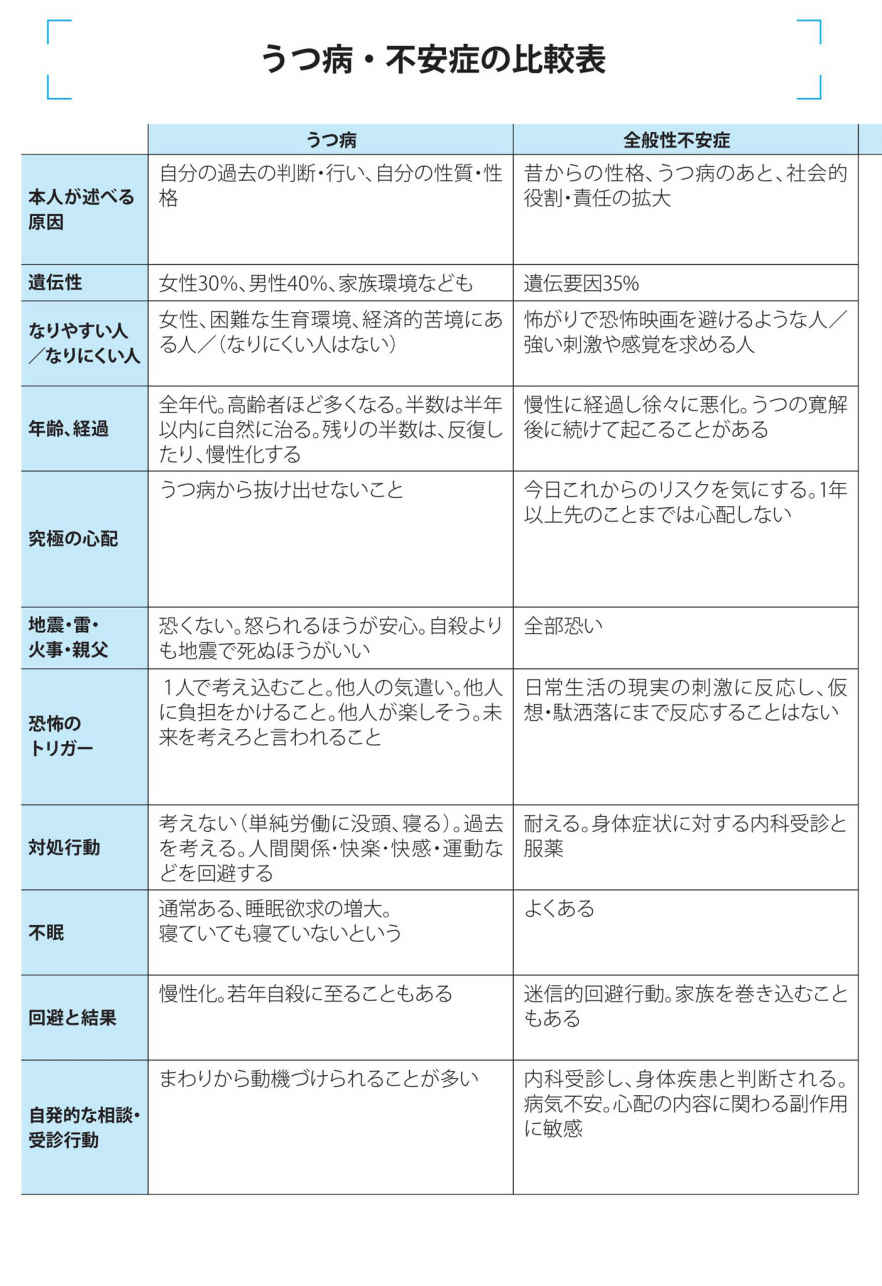 うつ病・不安症の比較表
うつ病
全般性不安症
本人が述べる
原因
自分の過去の判断・行い、自分の性質・性
格
昔からの性格、うつ病のあと、社会的
役割・責任の拡大
遺伝性
女性30%、男性40%、家族環境なども
遺伝要因35%
なりやすい人
／なりにくい人
女性、困難な生育環境、経済的苦境にあ
る人／（なりにくい人はない）
怖がりで恐怖映画を避けるような人／
強い刺激や感覚を求める人
年齢、経過
全年代。高齢者ほど多くなる。半数は半年
以内に自然に治る。残りの半数は、反復し
たり、慢性化する
慢性に経過し徐々に悪化。うつの寛解
後に続けて起こることがある
究極の心配
うつ病から抜け出せないこと
今日これからのリスクを気にする。1年
以上先のことまでは心配しない
地震・雷・
火事・親父
恐くない。怒られるほうが安心。自殺より
も地震で死ぬほうがいい
全部恐い
恐怖の
トリガー
1人で考え込むこと。他人の気遣い。他人
に負担をかけること。他人が楽しそう。未
来を考えろと言われること
日常生活の現実の刺激に反応し、仮
想・駄洒落にまで反応することはない
対処行動
考えない（単純労働に没頭、寝る）。過去
を考える。人間関係・快楽・快感・運動な
どを回避する
耐える。身体症状に対する内科受診と
服薬
不眠
通常ある、睡眠欲求の増大。
寝ていても寝ていないという
よくある
回避と結果
慢性化。若年自殺に至ることもある
迷信的回避行動。家族を巻き込むこと
もある
自発的な相談・
受診行動
まわりから動機づけられることが多い
内科受診し、身体疾患と判断される。
病気不安。心配の内容に関わる副作用
に敏感